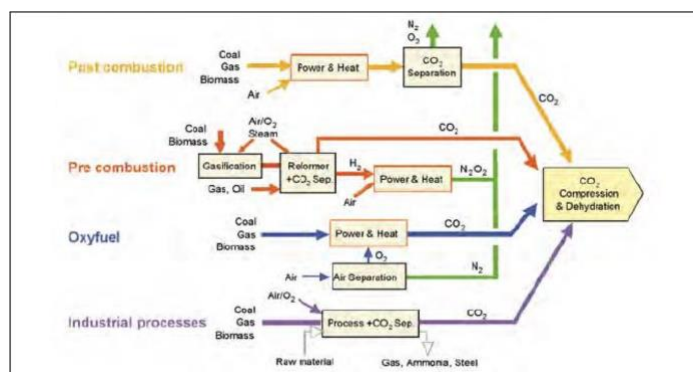 N2
O2
Coal
Gas
Biomass
Post combustion
Power & Heat
CO2
Separation
Air
CO2
Air/O2
Steam
Coal
Biomass
CO2
Pre combustion
Gasification
Reformer
+CO2 Sep.
H2
Power & Heat
N2O2
Gas, Oil
Air
CO2
Compression
& Dehydration
Oxyfuel
Coal
Gas
Biomass
Power & Heat
CO2
O2
Air
Air Separation
N2
Air/O2
Industrial processes
Coal
Gas
Biomass
Process +CO2 Sep.
CO2
Raw material
Gas, Ammonia, Steel